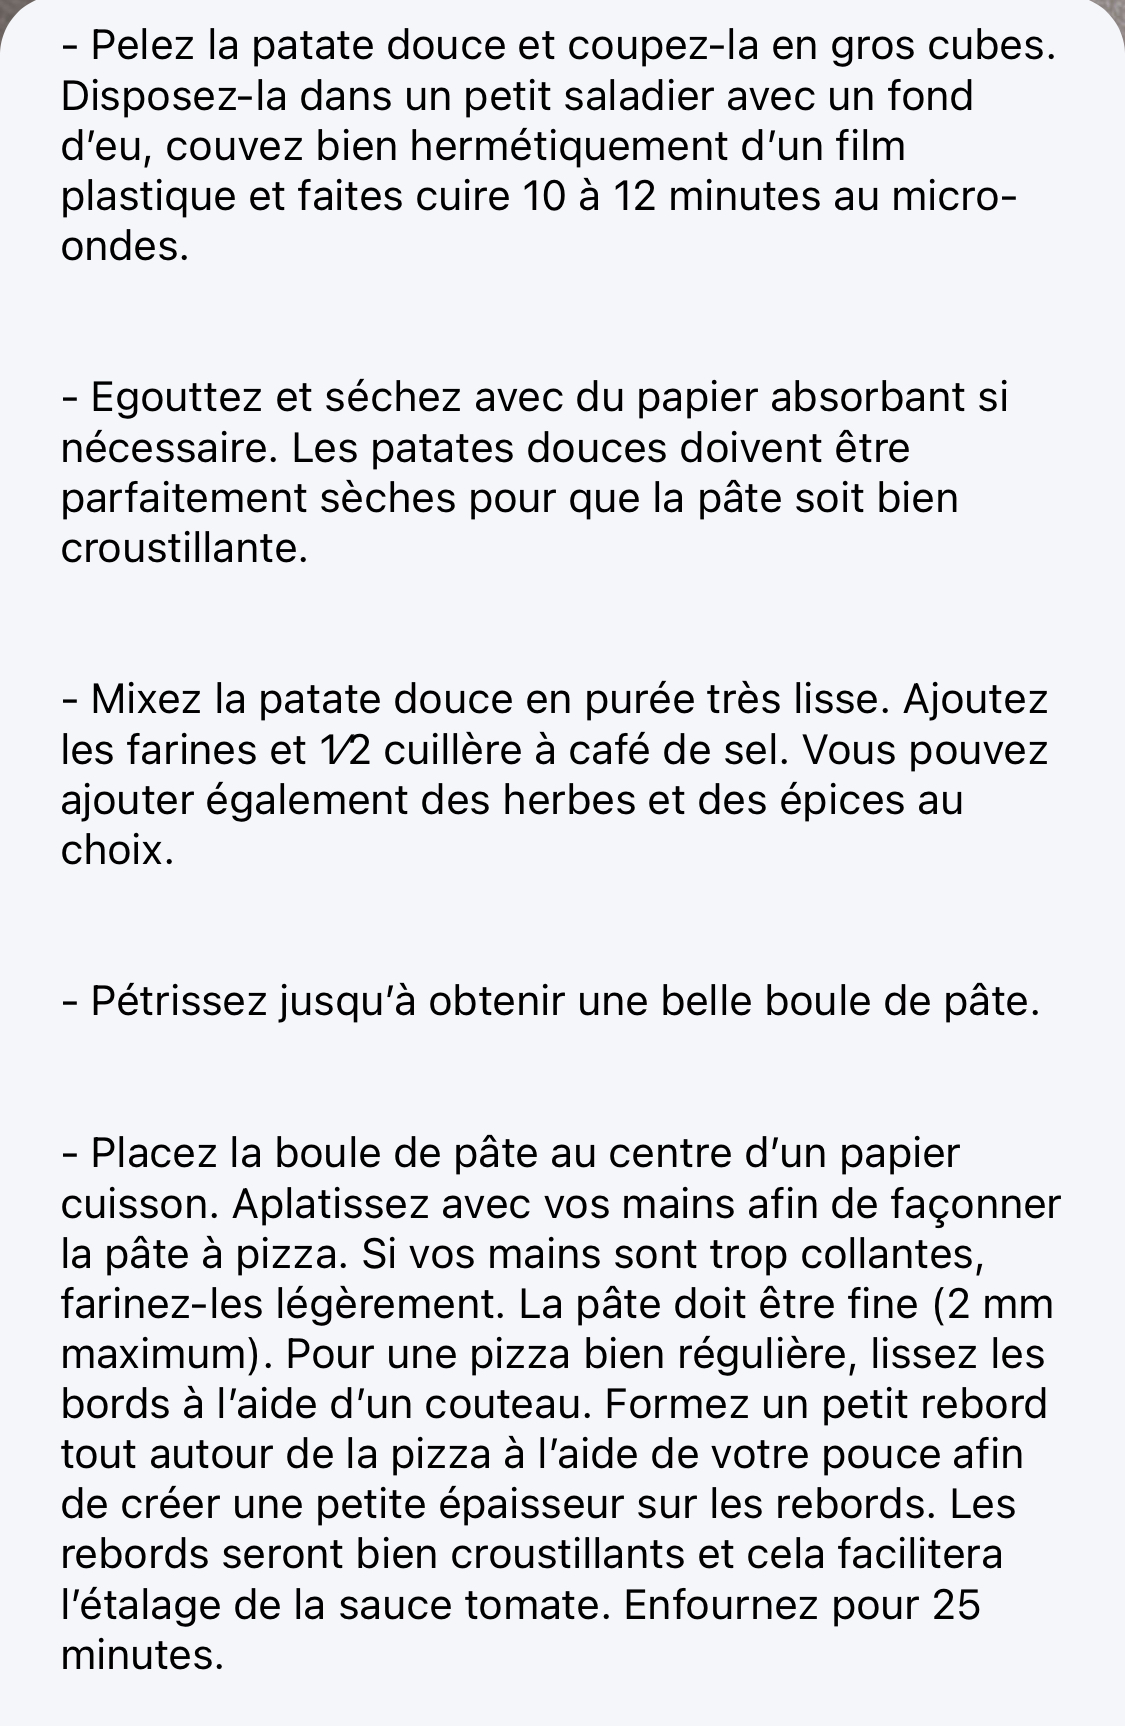 - Pelez la patate douce et coupez-la en gros cubes.
Disposez-la dans un petit saladier avec un fond
d’eu, couvez bien hermétiquement d’un film
plastique et faites cuire 10 à 12 minutes au micro-
ondes.
- Egouttez et séchez avec du papier absorbant si
nécessaire. Les patates douces doivent être
parfaitement sèches pour que la pâte soit bien
croustillante.
- Mixez la patate douce en purée très lisse. Ajoutez
les farines et 1⁄2 cuillère à café de sel. Vous pouvez
ajouter également des herbes et des épices au
choix.
- Pétrissez jusqu’à obtenir une belle boule de pâte.
- Placez la boule de pâte au centre d’un papier
cuisson. Aplatissez avec vos mains afin de façonner
la pâte à pizza. Si vos mains sont trop collantes,
farinez-les légèrement. La pâte doit être fine (2 mm
maximum). Pour une pizza bien régulière, lissez les
bords à l’aide d’un couteau. Formez un petit rebord
tout autour de la pizza à l’aide de votre pouce afin
de créer une petite épaisseur sur les rebords. Les
rebords seront bien croustillants et cela facilitera
l’étalage de la sauce tomate. Enfournez pour 25
minutes.